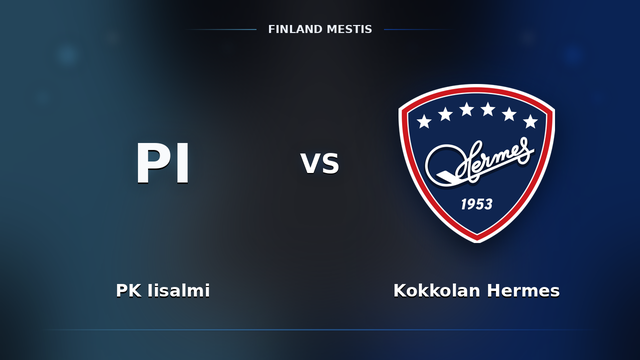 FINLAND MESTIS
PI
VS
Hermes
1953
PK Iisalmi
Kokkolan Hermes